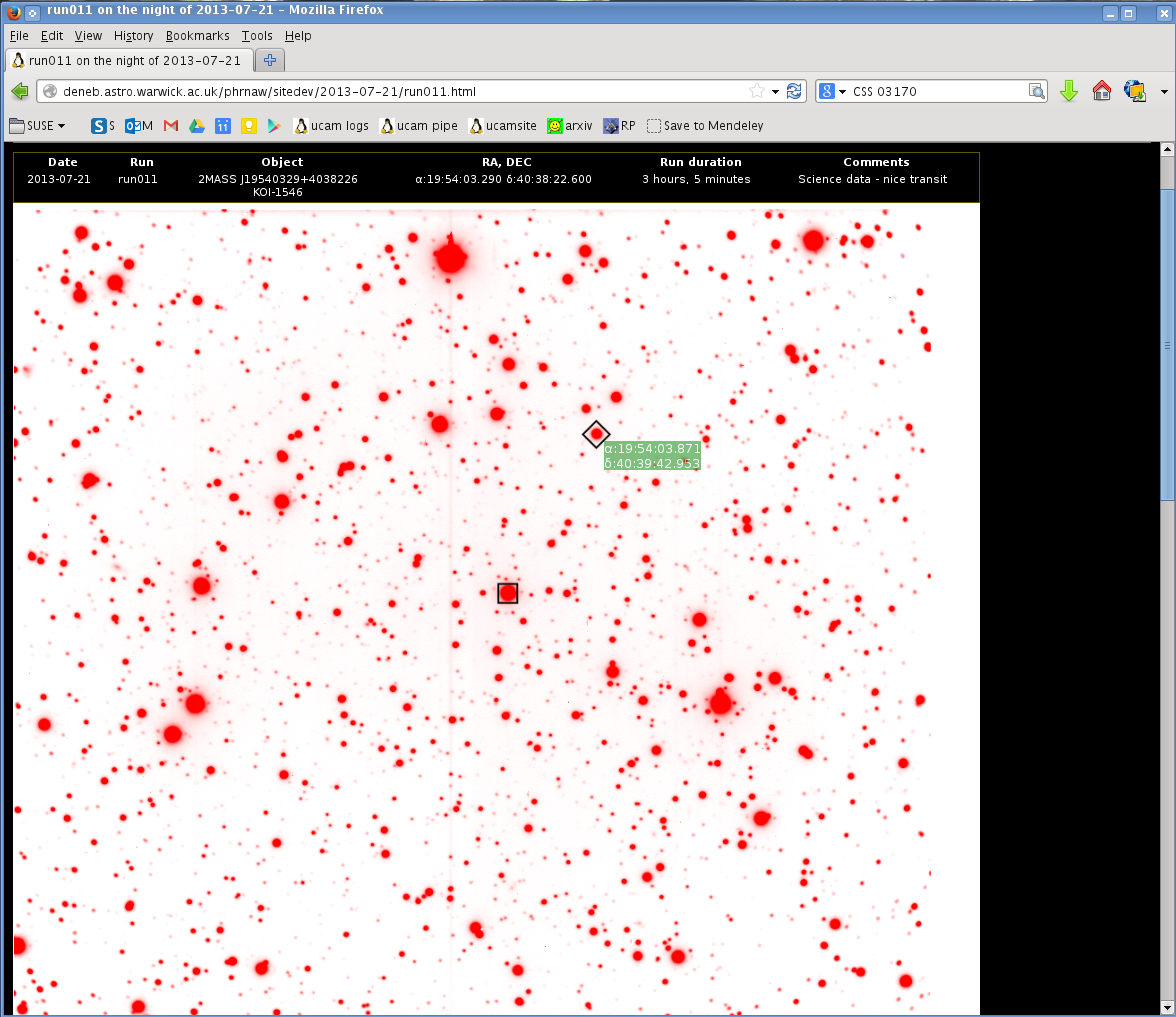 run011 on the night of 2013-07-21 - Mozilla Firefox
File Edit View History Bookmarks Tools Help
run011 on the night of 2013-07-21
deneb.astro.warwick.ac.uk/phrnaw/sitedev/2013-07-21/run011.html
8 CSS 03170
SUSE S S M ucam logs ucam pipe ucamsite arxiv RP Save to Mendeley
Date Run Object RA, DEC Run duration Comments
2013-07-21 run011 2MASS J19540329+4038226 α:19:54:03.290 δ:40:38:22.600 3 hours, 5 minutes Science data - nice transit
KOI-1546
α:19:54:03.871
δ:40:39:42.953